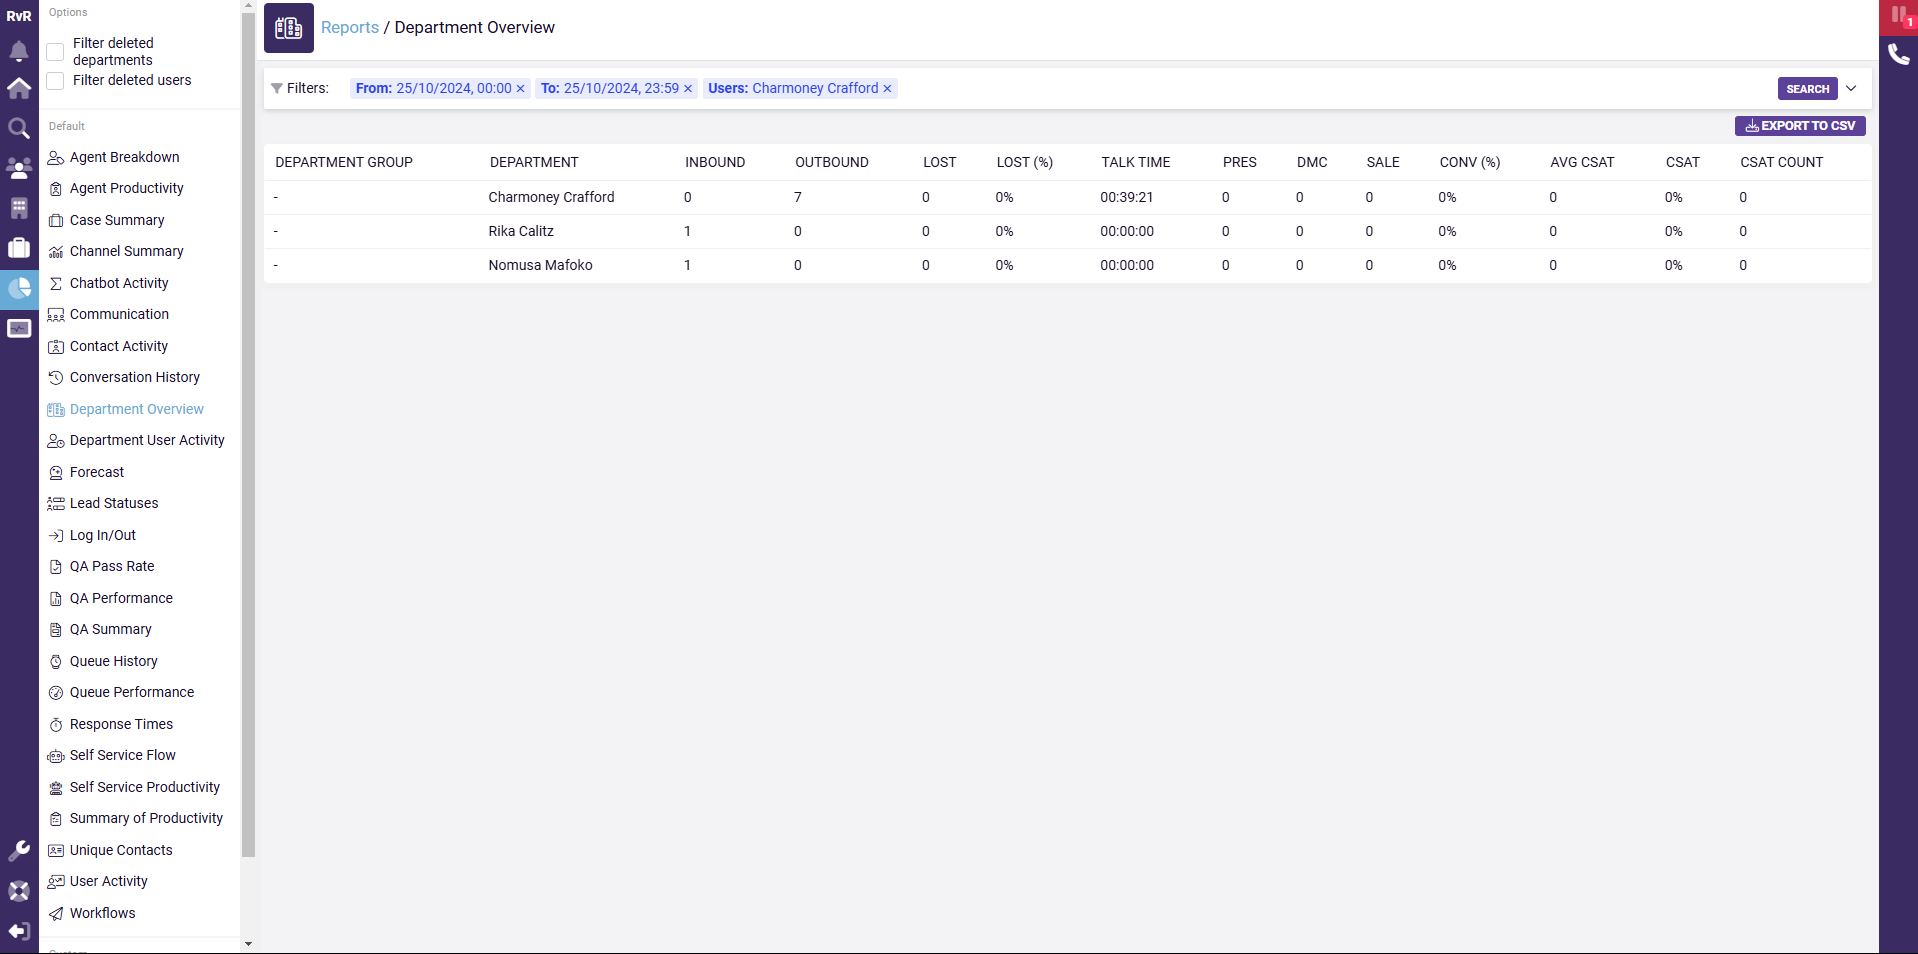 RvR
Options
Filter deleted
departments
Filter deleted users
Default
Agent Breakdown
Agent Productivity
Case Summary
Channel Summary
Chatbot Activity
Communication
Contact Activity
Conversation History
Department Overview
Department User Activity
Forecast
Lead Statuses
Log In/Out
QA Pass Rate
QA Performance
QA Summary
Queue History
Queue Performance
Response Times
Self Service Flow
Self Service Productivity
Summary of Productivity
Unique Contacts
User Activity
Workflows
Reports / Department Overview
1
Filters: From: 25/10/2024, 00:00 × To: 25/10/2024, 23:59 × Users: Charmoney Crafford × SEARCH
EXPORT TO CSV
DEPARTMENT GROUP DEPARTMENT INBOUND OUTBOUND LOST LOST (%) TALK TIME PRES DMC SALE CONV (%) AVG CSAT CSAT CSAT COUNT
- Charmoney Crafford 0 7 0 0% 00:39:21 0 0 0 0% 0 0% 0
- Rika Calitz 1 0 0 0% 00:00:00 0 0 0 0% 0 0% 0
- Nomusa Mafoko 1 0 0 0% 00:00:00 0 0 0 0% 0 0% 0